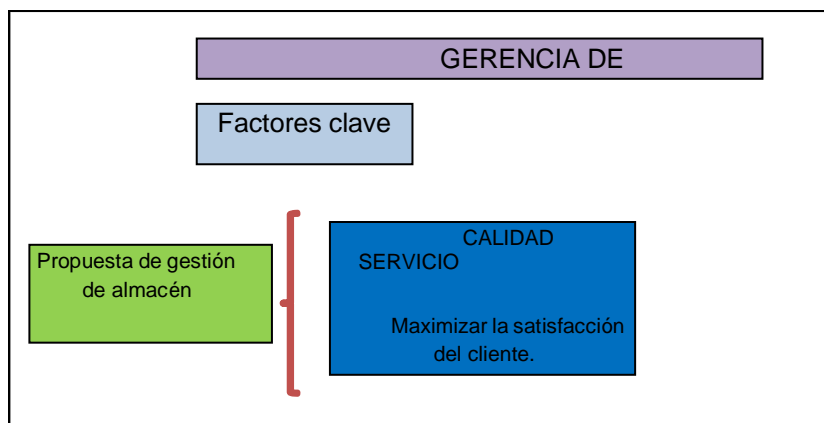 GERENCIA DE
Factores clave
Propuesta de gestión
de almacén
CALIDAD
SERVICIO
Maximizar la satisfacción
del cliente.